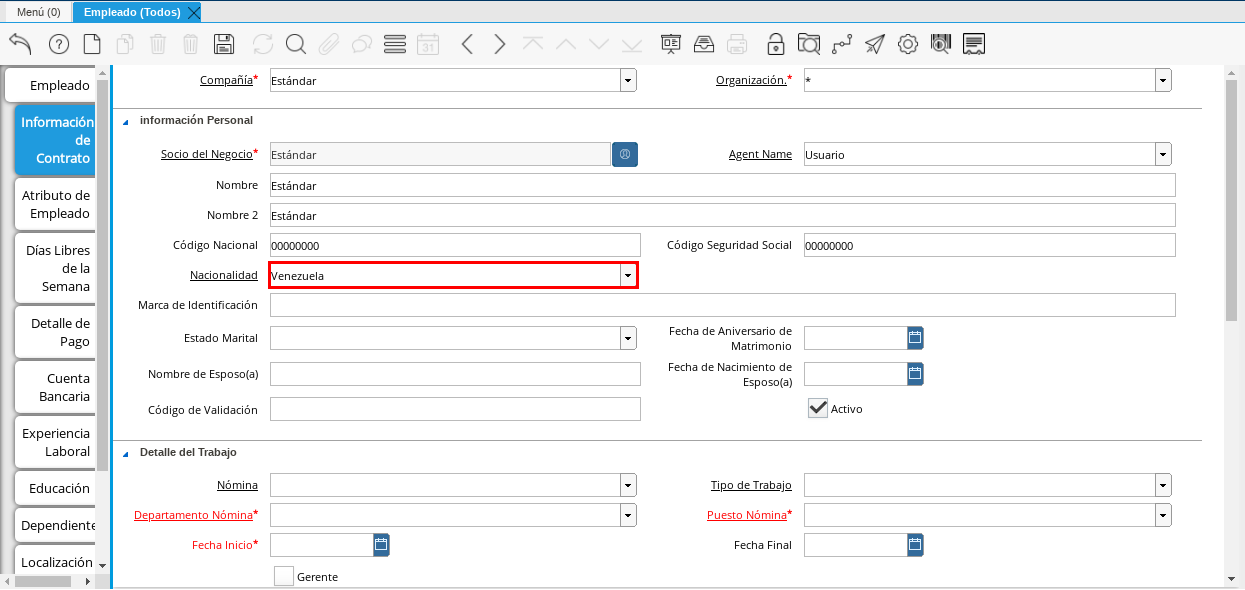 Menú (0)
Empleado (Todos)
31
Empleado
Información
de
Contrato
Atributo de
Empleado
Días Libres
de la
Semana
Detalle de
Pago
Cuenta
Bancaria
Experiencia
Laboral
Educación
Dependiente
Localización
Compañía* Estándar Organización.* *
información Personal
Socio del Negocio* Estándar Agent Name Usuario
Nombre Estándar
Nombre 2 Estándar
Código Nacional 00000000 Código Seguridad Social 00000000
Nacionalidad Venezuela
Marca de Identificación
Estado Marital Fecha de Aniversario de
Matrimonio
Nombre de Esposo(a) Fecha de Nacimiento de
Esposo(a)
Código de Validación Activo
Detalle del Trabajo
Nómina Tipo de Trabajo
Departamento Nómina* Puesto Nómina*
Fecha Inicio* Fecha Final
Gerente